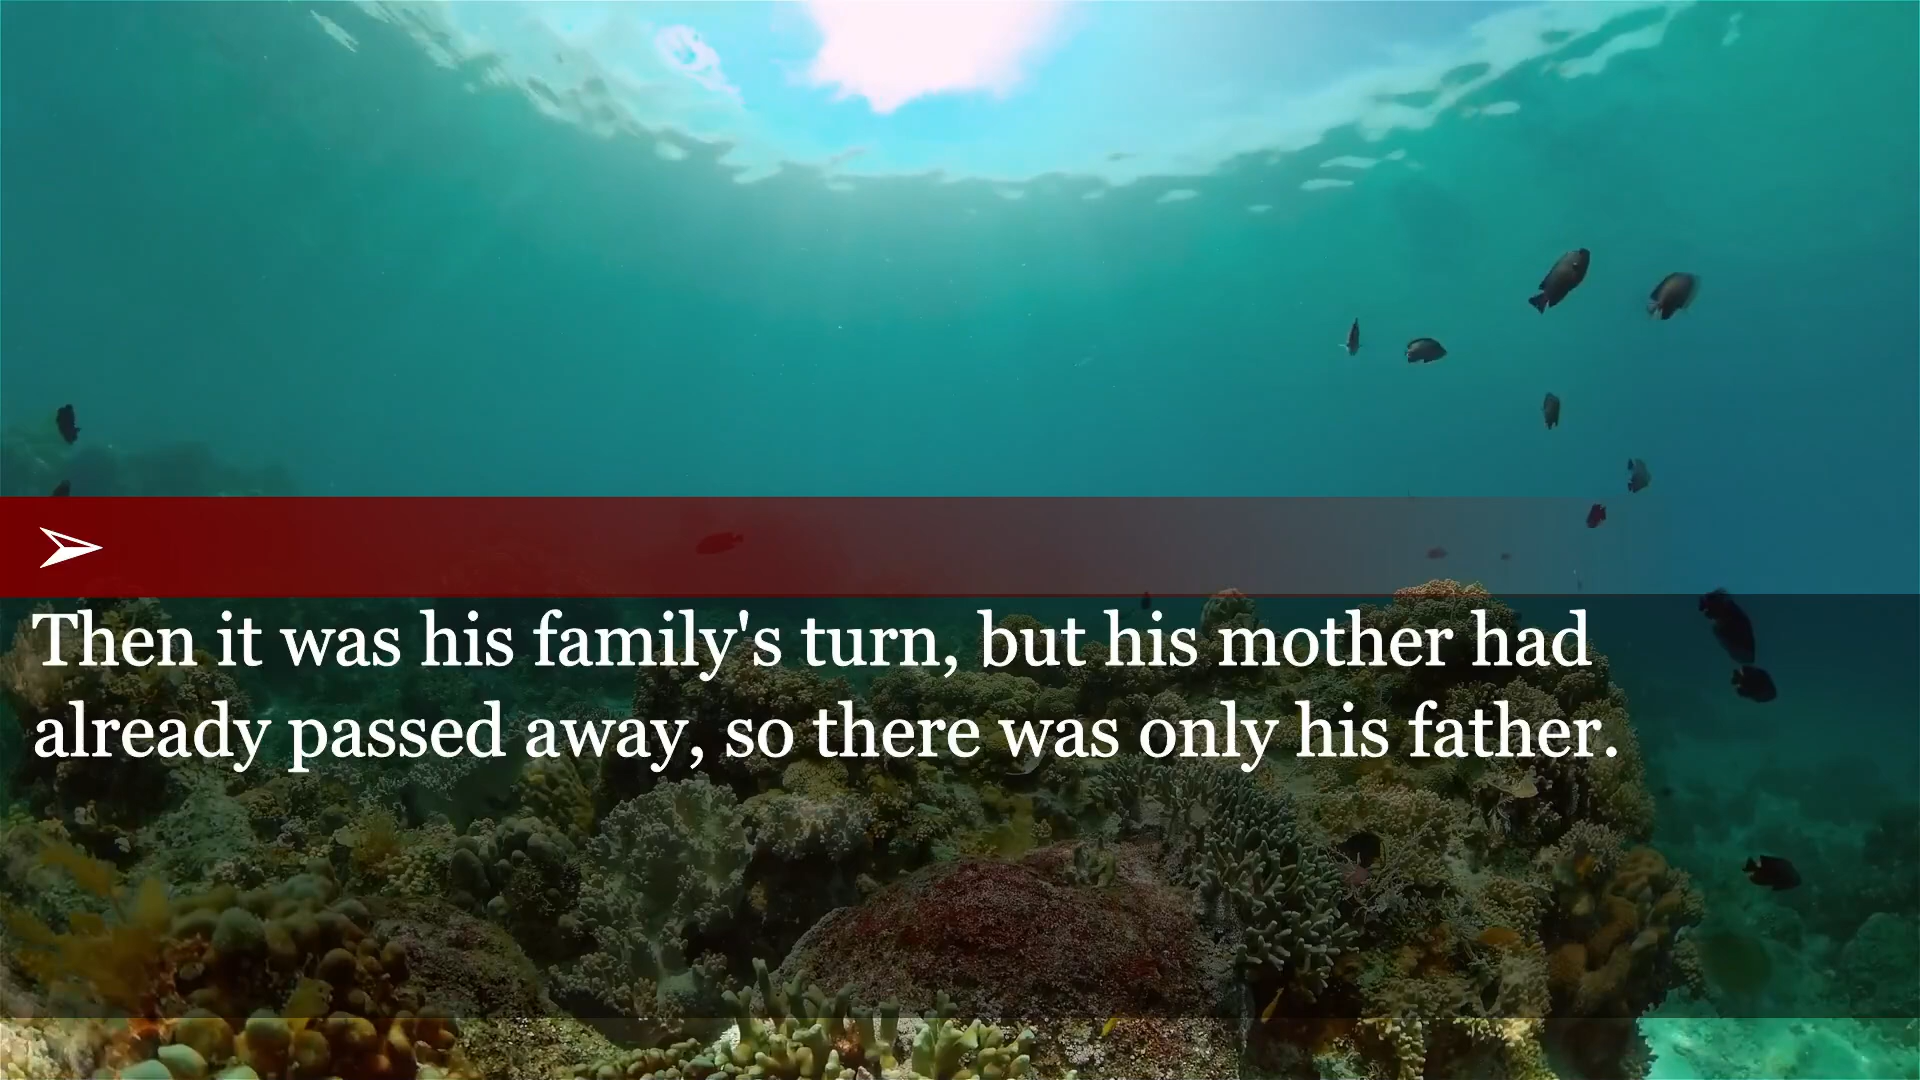 Then it was his family's turn, but his mother had
already passed away, so there was only his father.